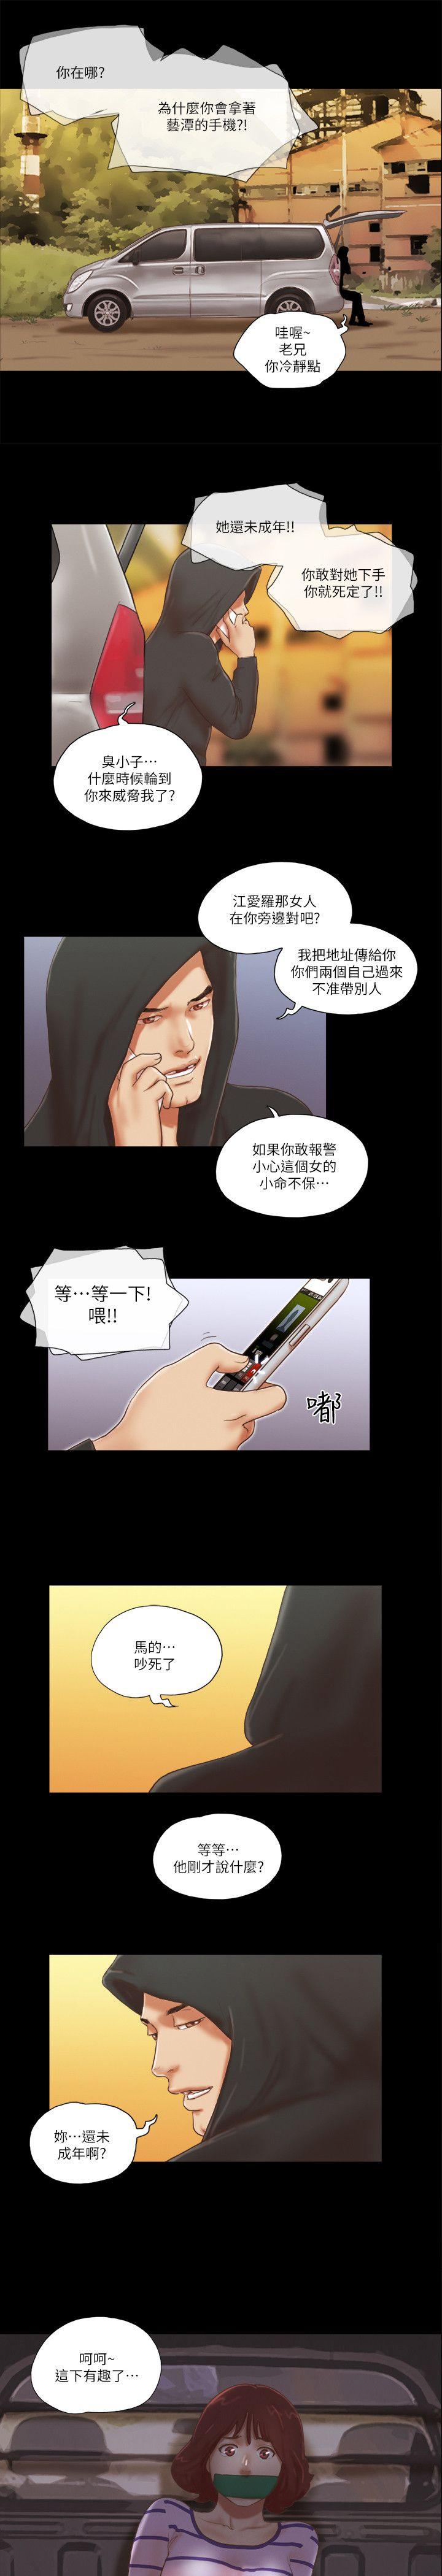 你在哪?
為什麼你會拿著
藝潭的手機?!
哇喔~
老兄
你冷靜點
她還未成年!!
你敢對她下手
你就死定了!!
臭小子…
什麼時候輪到
你來威脅我了?
江愛羅那女人
在你旁邊對吧?
我把地址傳給你
你們兩個自己過來
不准帶別人
如果你敢報警
小心這個女的
小命不保…
等…等一下!
喂!!
嘟
馬的…
吵死了
等等…
他剛才說什麼?
妳…還未
成年啊?
呵呵~
這下有趣了…